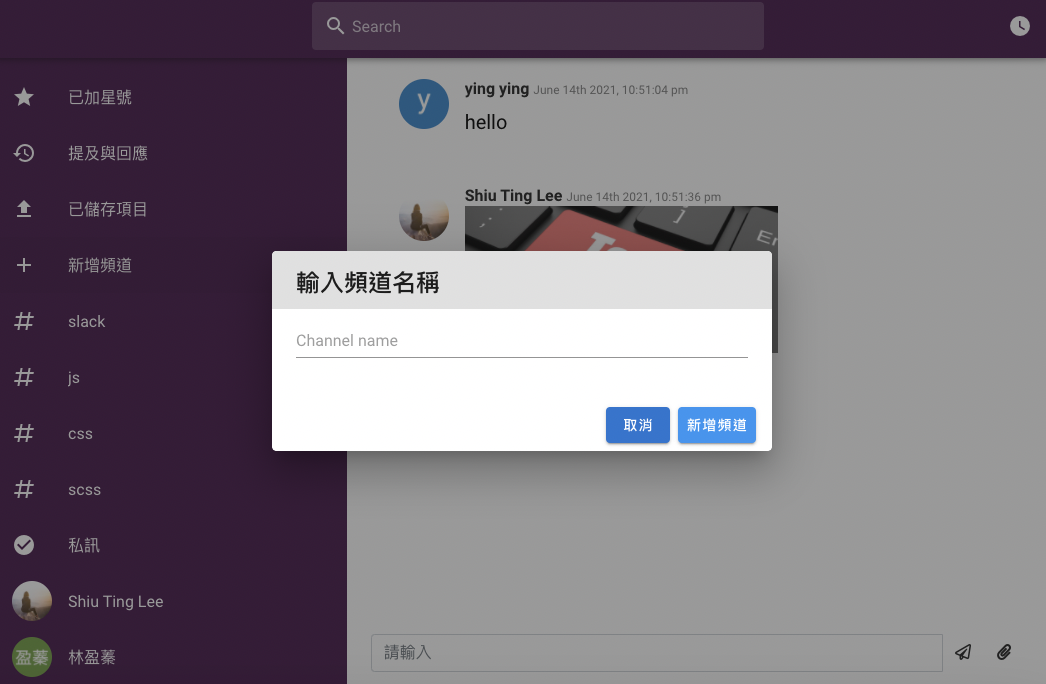 Search
已加星號
提及與回應
已儲存項目
新增頻道
slack
js
css
scss
私訊
Shiu Ting Lee
盈蓁
林盈蓁
y
ying ying June 14th 2021, 10:51:04 pm
hello
Shiu Ting Lee June 14th 2021, 10:51:36 pm
輸入頻道名稱
Channel name
取消
新增頻道
請輸入